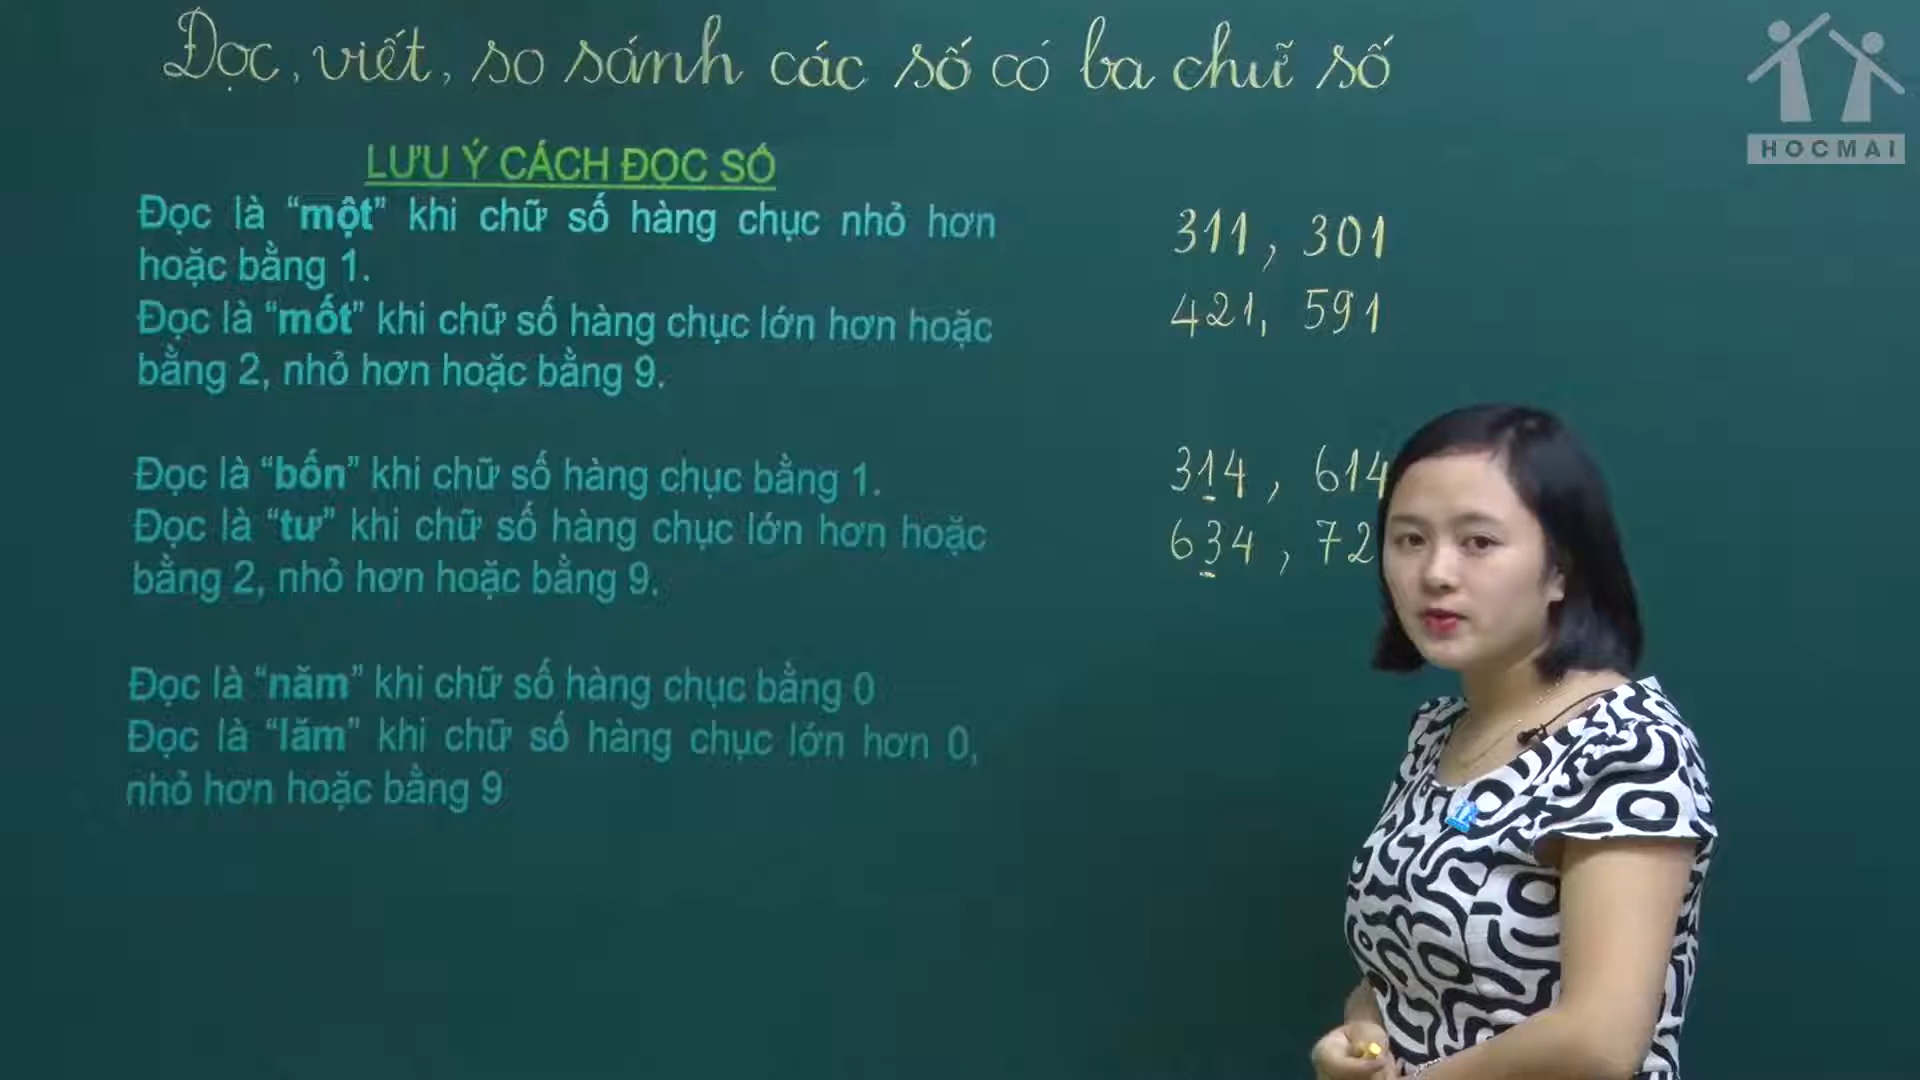 Đọc, viết, so sánh các số có ba chữ số
HOCMAI
LƯU Ý CÁCH ĐỌC SỐ
Đọc là “một” khi chữ số hàng chục nhỏ hơn
hoặc bằng 1.
311, 301
Đọc là “mốt” khi chữ số hàng chục lớn hơn hoặc
bằng 2, nhỏ hơn hoặc bằng 9.
421, 591
Đọc là “bốn” khi chữ số hàng chục bằng 1.
314, 614
Đọc là “tư” khi chữ số hàng chục lớn hơn hoặc
bằng 2, nhỏ hơn hoặc bằng 9.
634, 72
Đọc là “năm” khi chữ số hàng chục bằng 0
Đọc là “lăm” khi chữ số hàng chục lớn hơn 0,
nhỏ hơn hoặc bằng 9